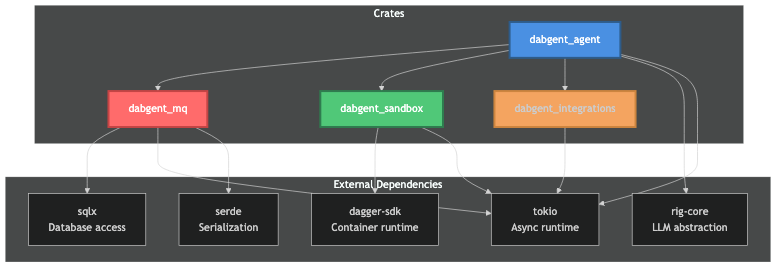 Crates
dabgent_agent
dabgent_mq
dabgent_sandbox
dabgent_integrations
External Dependencies
sqlx
Database access
serde
Serialization
dagger-sdk
Container runtime
tokio
Async runtime
rig-core
LLM abstraction